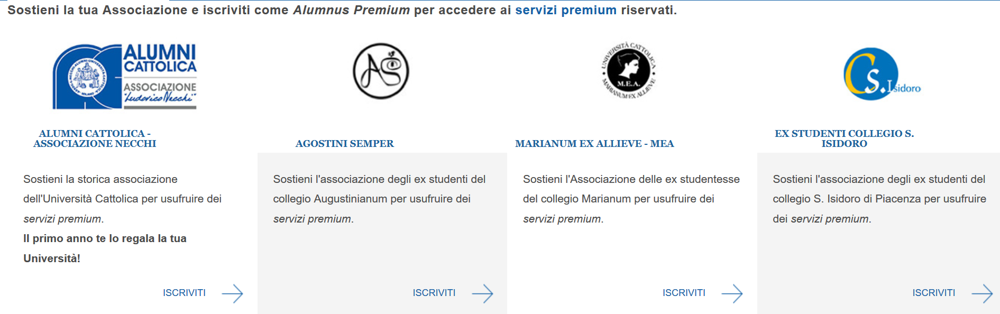 Sostieni la tua Associazione e iscriviti come Alumnus Premium per accedere ai servizi premium riservati.
ALUMNI
CATTOLICA
ASSOCIAZIONE
"Ludovico Necchi"
AS
UNIVERSITÀ CATTOLICA
M.E.A.
MARIANUM EX ALLIEVE
CS. Isidoro
ALUMNI CATTOLICA -
ASSOCIAZIONE NECCHI
AGOSTINI SEMPER
MARIANUM EX ALLIEVE - MEA
EX STUDENTI COLLEGIO S.
ISIDORO
Sostieni la storica associazione
dell'Università Cattolica per usufruire dei
servizi premium.
Il primo anno te lo regala la tua
Università!
ISCRIVITI
Sostieni l'associazione degli ex studenti del
collegio Augustinianum per usufruire dei
servizi premium.
ISCRIVITI
Sostieni l'Associazione delle ex studentesse
del collegio Marianum per usufruire dei
servizi premium.
ISCRIVITI
Sostieni l'associazione degli ex studenti del
collegio S. Isidoro di Piacenza per usufruire
dei servizi premium.
ISCRIVITI